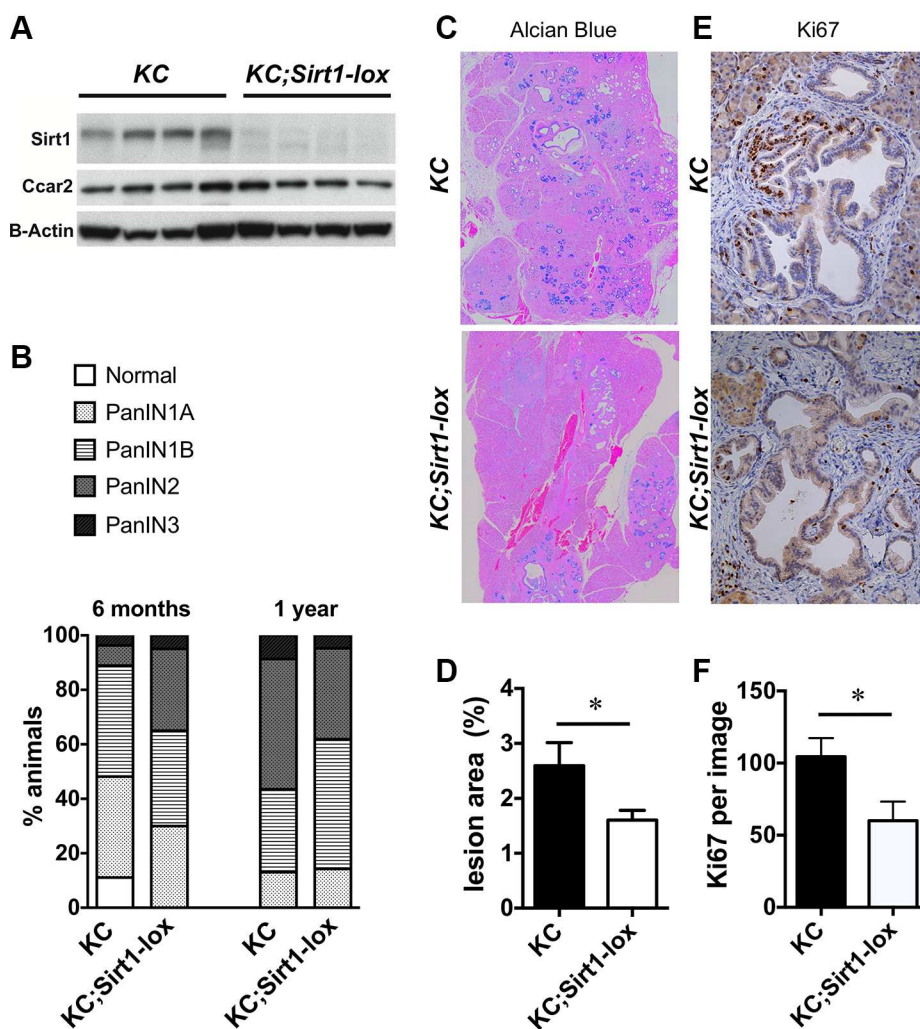 A
KC
KC;Sirt1-lox
Sirt1
Ccar2
B-Actin
B
Normal
PanIN1A
PanIN1B
PanIN2
PanIN3
6 months
1 year
% animals
100
80
60
40
20
0
KC
KC;Sirt1-lox
KC
KC;Sirt1-lox
C
Alcian Blue
KC
KC;Sirt1-lox
E
Ki67
KC
KC;Sirt1-lox
D
lesion area (%)
4
3
2
1
0
*
KC
KC;Sirt1-lox
F
Ki67 per image
150
100
50
0
*
KC
KC;Sirt1-lox